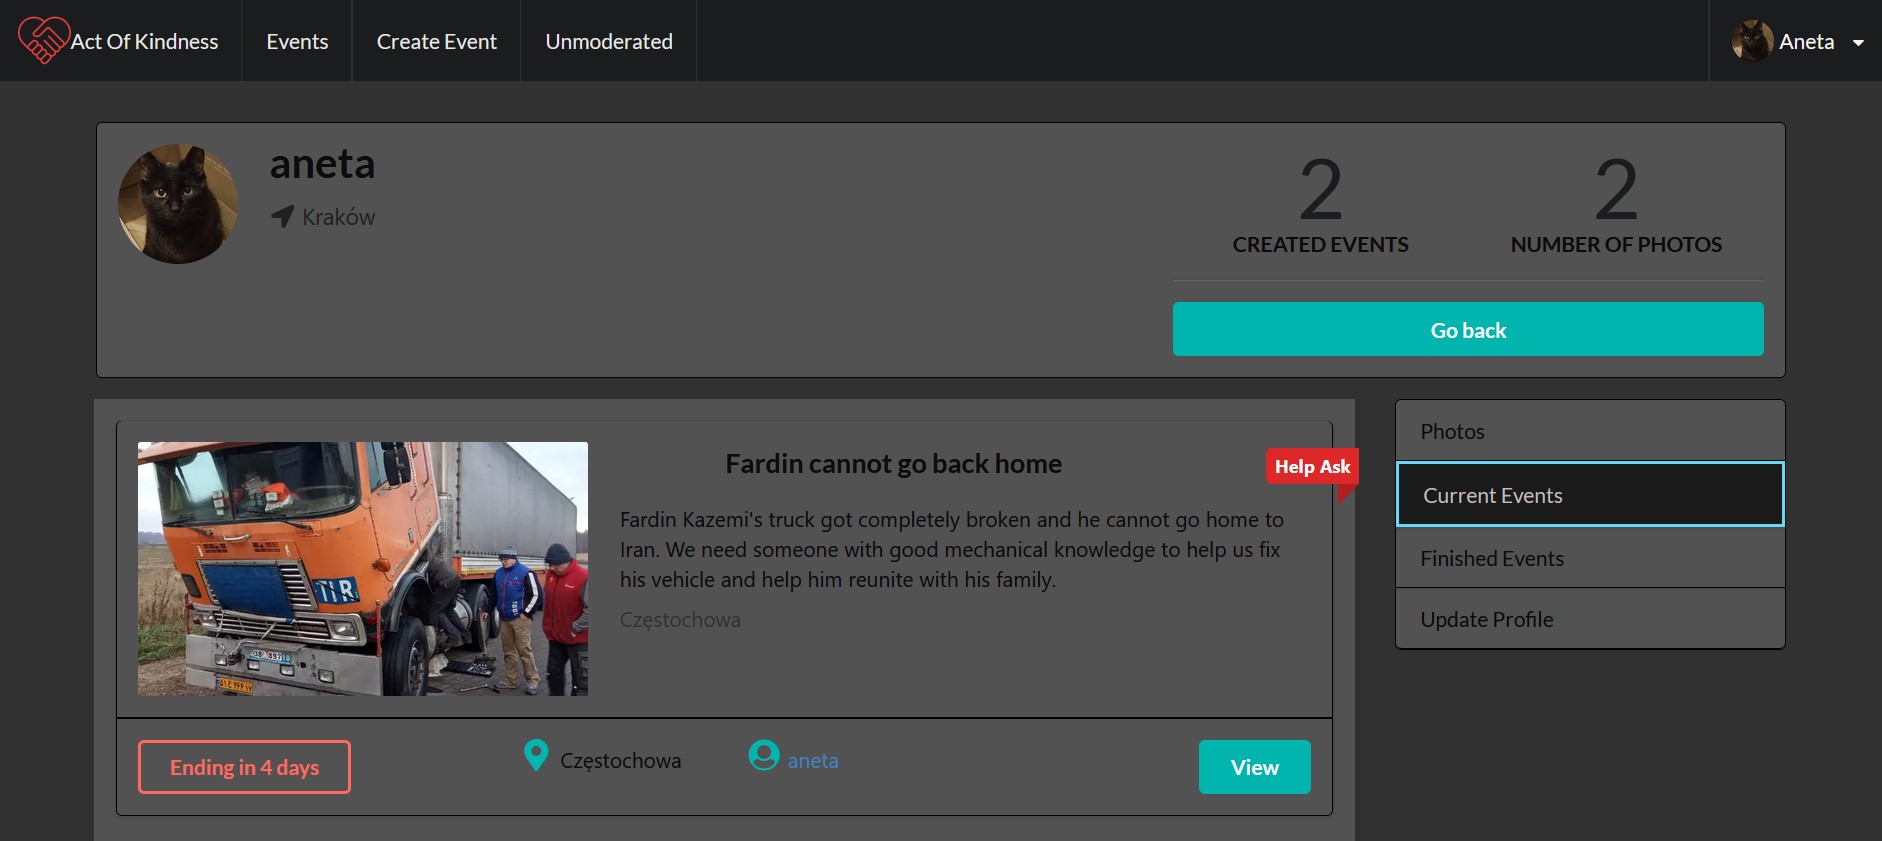 Act Of Kindness
Events
Create Event
Unmoderated
Aneta
aneta
Kraków
2
CREATED EVENTS
2
NUMBER OF PHOTOS
Go back
Fardin cannot go back home
Help Ask
Fardin Kazemi's truck got completely broken and he cannot go home to
Iran. We need someone with good mechanical knowledge to help us fix
his vehicle and help him reunite with his family.
Częstochowa
TIR
Ending in 4 days
Częstochowa
aneta
View
Photos
Current Events
Finished Events
Update Profile